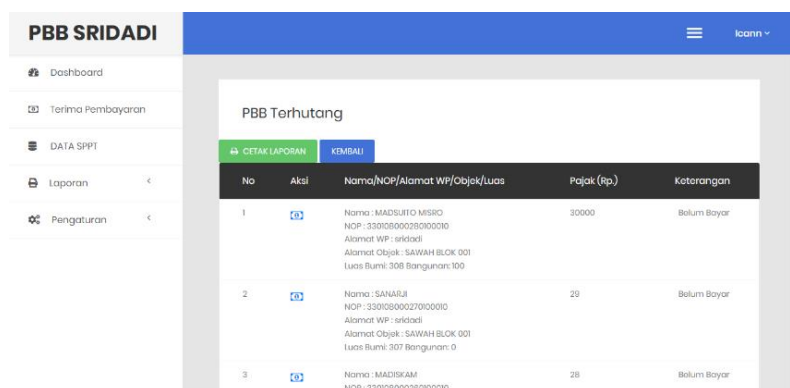 PBB SRIDADI
Icann
Dashboard
Terima Pembayaran
DATA SPPT
Laporan
Pengaturan
PBB Terhutang
CETAK LAPORAN KEMBALI
No Aksi Nama/NOP/Alamat WP/Objek/Luas Pajak (Rp.) Keterangan
1 Nama : MADSUITO MISRO 30000 Belum Bayar
NOP : 330108000280100010
Alamat WP : sridadi
Alamat Objek : SAWAH BLOK 001
Luas Bumi: 308 Bangunan: 100
2 Nama : SANARJI 29 Belum Bayar
NOP : 330108000270100010
Alamat WP : sridadi
Alamat Objek : SAWAH BLOK 001
Luas Bumi: 307 Bangunan: 0
3 Nama : MADISKAM 28 Belum Bayar